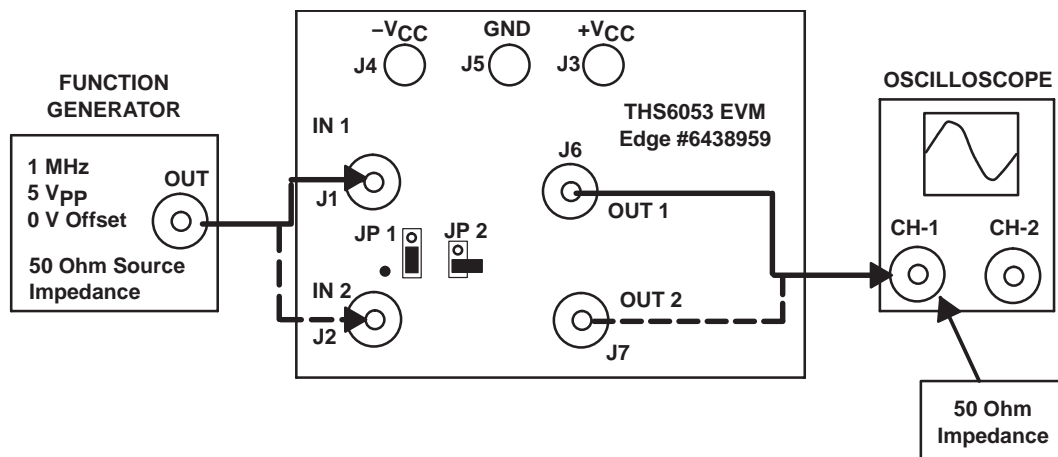 –VCC
GND
+VCC
J4
J5
J3
FUNCTION
GENERATOR
OSCILLOSCOPE
THS6053 EVM
Edge #6438959
IN 1
J6
1 MHz
5 VPP
0 V Offset
OUT
J1
OUT 1
JP 1
JP 2
CH-1
CH-2
50 Ohm Source
Impedance
IN 2
OUT 2
J2
J7
50 Ohm
Impedance